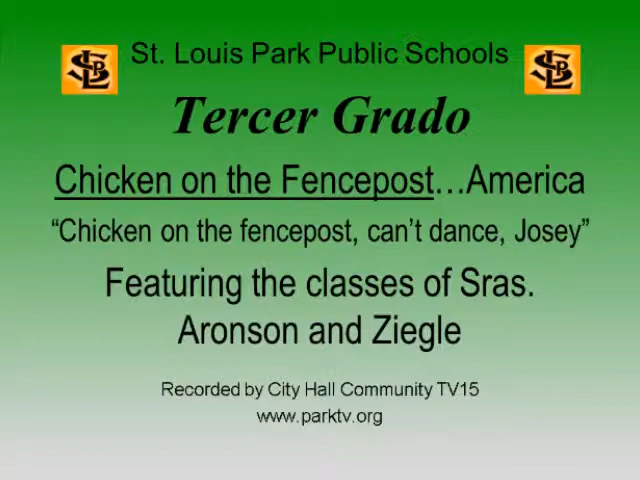 St. Louis Park Public Schools
Tercer Grado
Chicken on the Fencepost…America
“Chicken on the fencepost, can’t dance, Josey”
Featuring the classes of Sras.
Aronson and Ziegle
Recorded by City Hall Community TV15
www.parktv.org